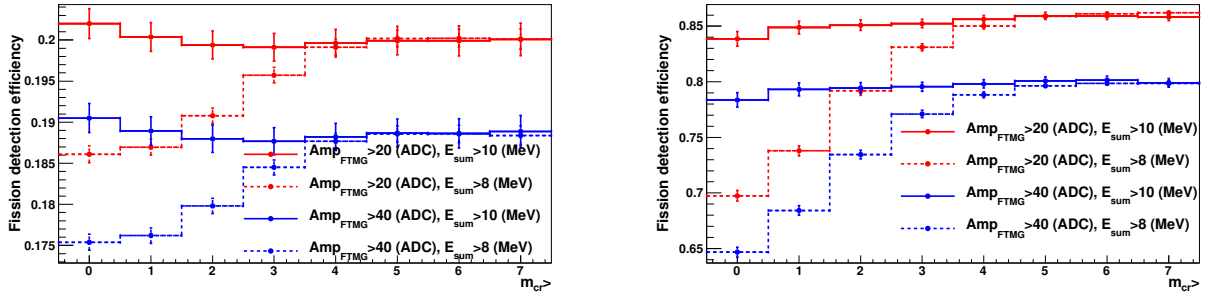 Fission detection efficiency
0.2
0.195
0.19
0.185
0.18
0.175
Amp_FTMG>20 (ADC), E_sum>10 (MeV)
Amp_FTMG>20 (ADC), E_sum>8 (MeV)
Amp_FTMG>40 (ADC), E_sum>10 (MeV)
Amp_FTMG>40 (ADC), E_sum>8 (MeV)
0 1 2 3 4 5 6 7
m_cr>
Fission detection efficiency
0.85
0.8
0.75
0.7
0.65
Amp_FTMG>20 (ADC), E_sum>10 (MeV)
Amp_FTMG>20 (ADC), E_sum>8 (MeV)
Amp_FTMG>40 (ADC), E_sum>10 (MeV)
Amp_FTMG>40 (ADC), E_sum>8 (MeV)
0 1 2 3 4 5 6 7
m_cr>